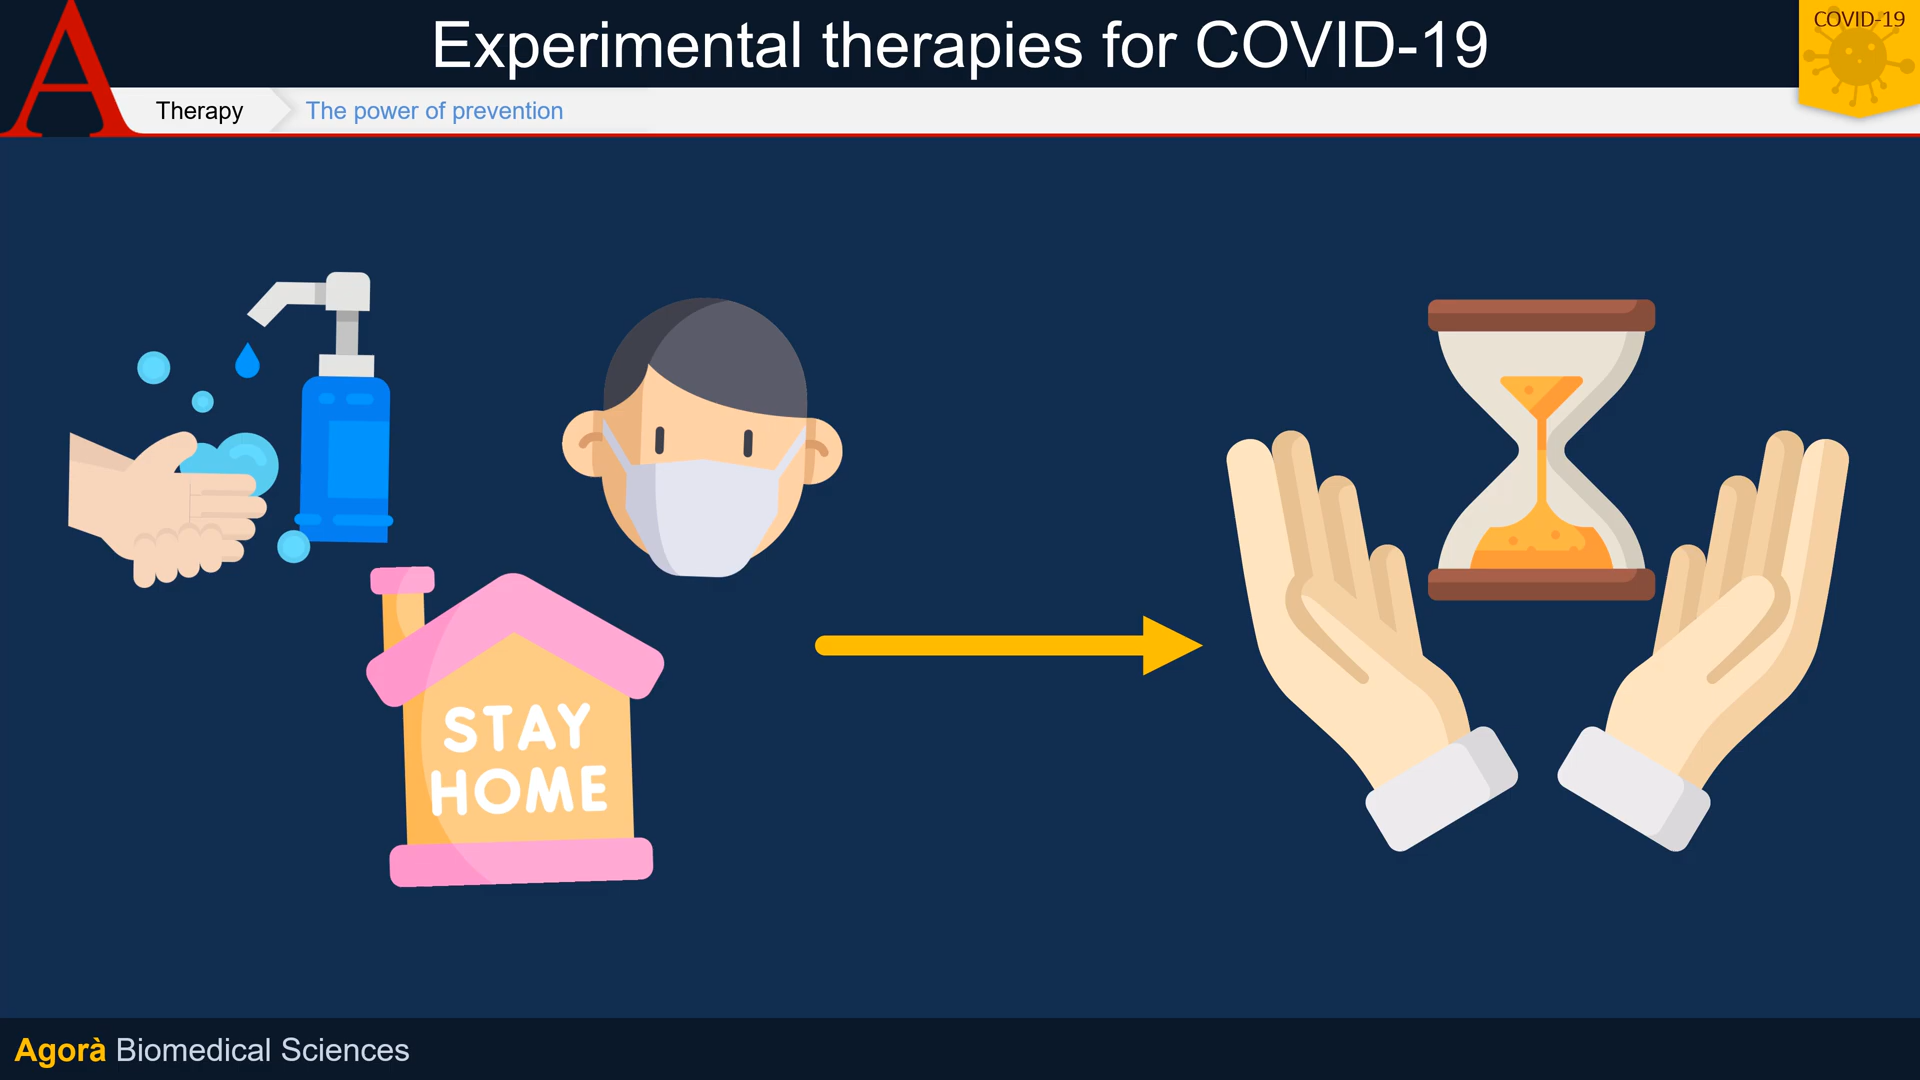 Experimental therapies for COVID-19
COVID-19
A
Therapy
The power of prevention
STAY
HOME
Agorà Biomedical Sciences